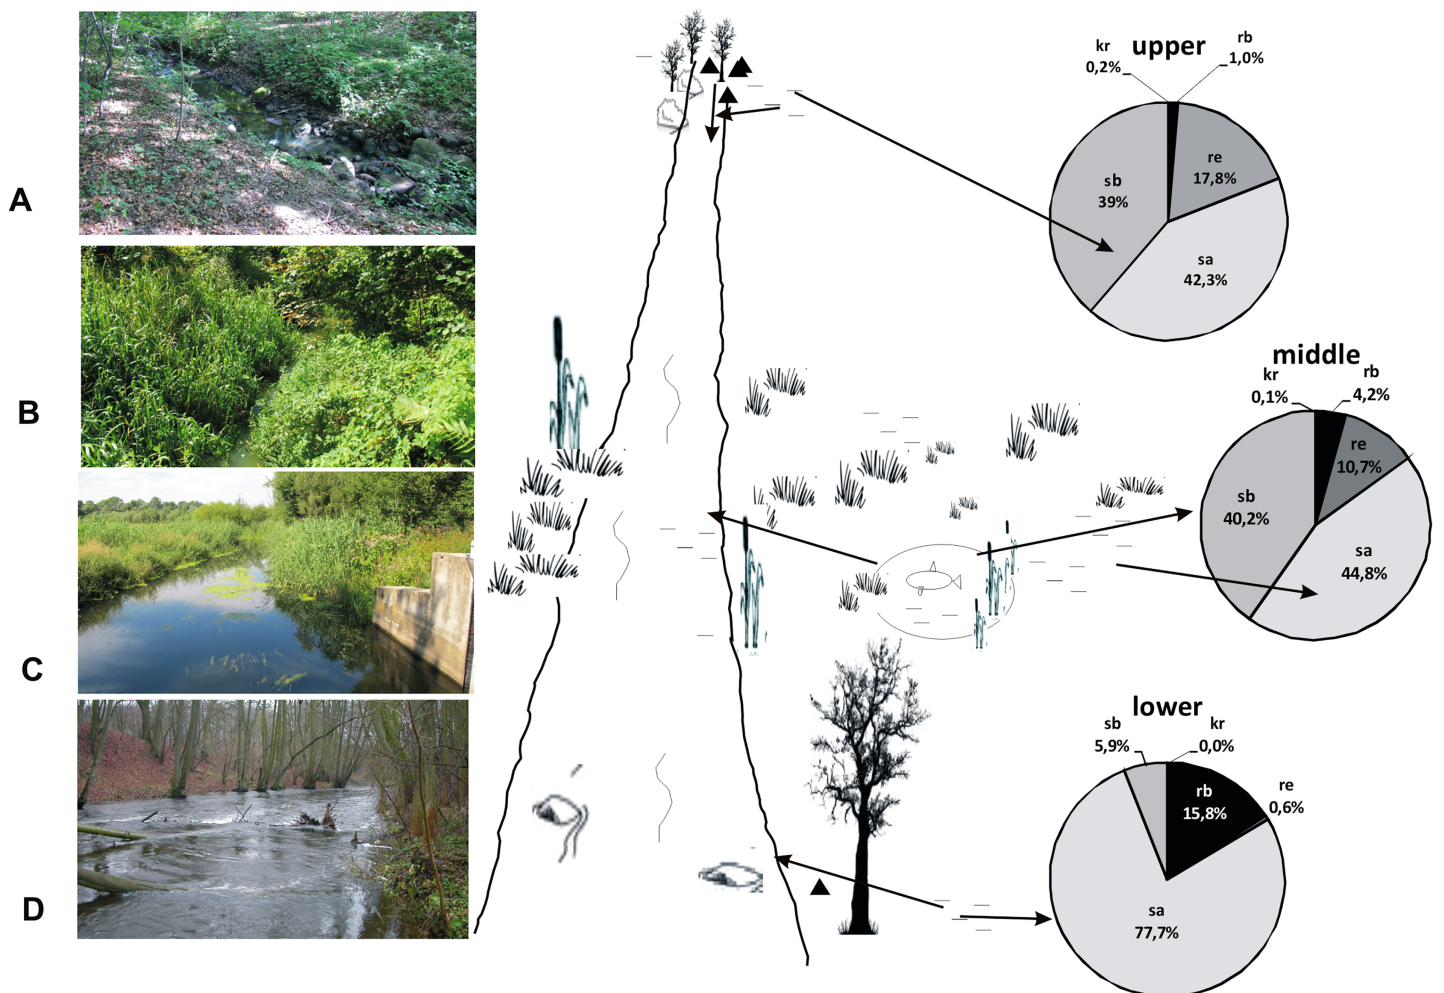 A
B
C
D
upper
kr
0,2%
rb
1,0%
re
17,8%
sb
39%
sa
42,3%
middle
kr
0,1%
rb
4,2%
re
10,7%
sb
40,2%
sa
44,8%
lower
sb
5,9%
kr
0,0%
rb
15,8%
re
0,6%
sa
77,7%